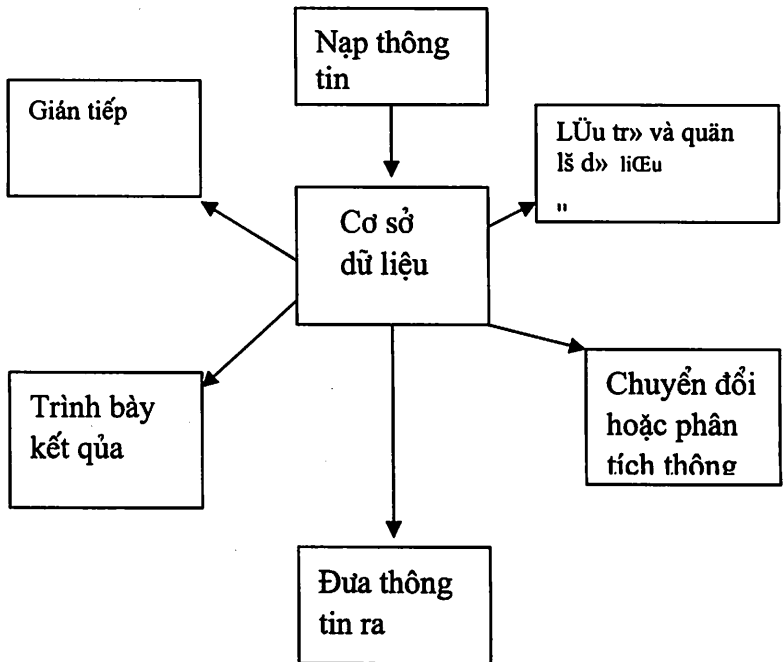 Nạp thông
tin
Gián tiếp
LÜu tr» và quän
lš d» liŒu
"
Cơ sở
dữ liệu
Trình bày
kết qủa
Chuyển đổi
hoặc phân
tích thông
Đưa thông
tin ra